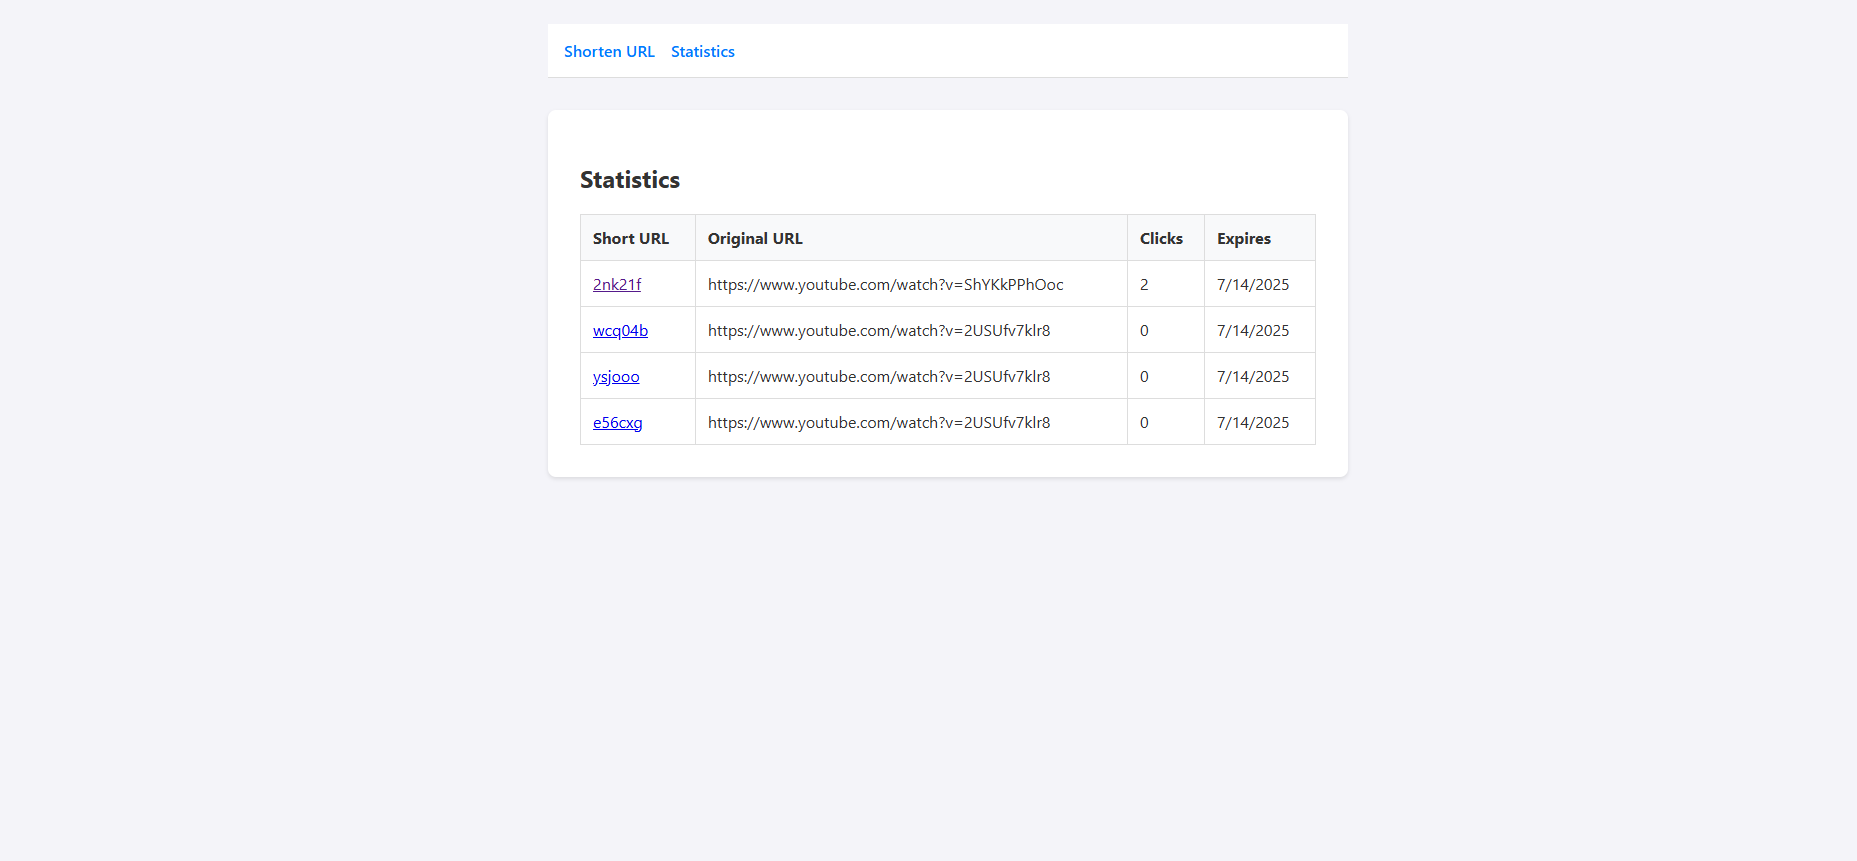 Shorten URL Statistics
Statistics
Short URL Original URL Clicks Expires
2nk21f https://www.youtube.com/watch?v=ShYKkPPhOoc 2 7/14/2025
wcq04b https://www.youtube.com/watch?v=2USUfv7klr8 0 7/14/2025
ysjooo https://www.youtube.com/watch?v=2USUfv7klr8 0 7/14/2025
e56cxg https://www.youtube.com/watch?v=2USUfv7klr8 0 7/14/2025